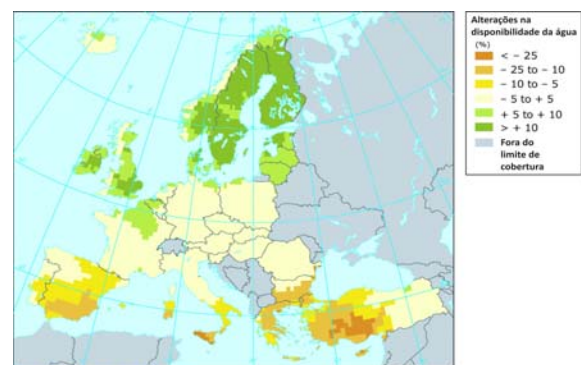 Alterações na
disponibilidade da água
(%)
< – 25
– 25 to – 10
– 10 to – 5
– 5 to + 5
+ 5 to + 10
> + 10
Fora do
limite de
cobertura